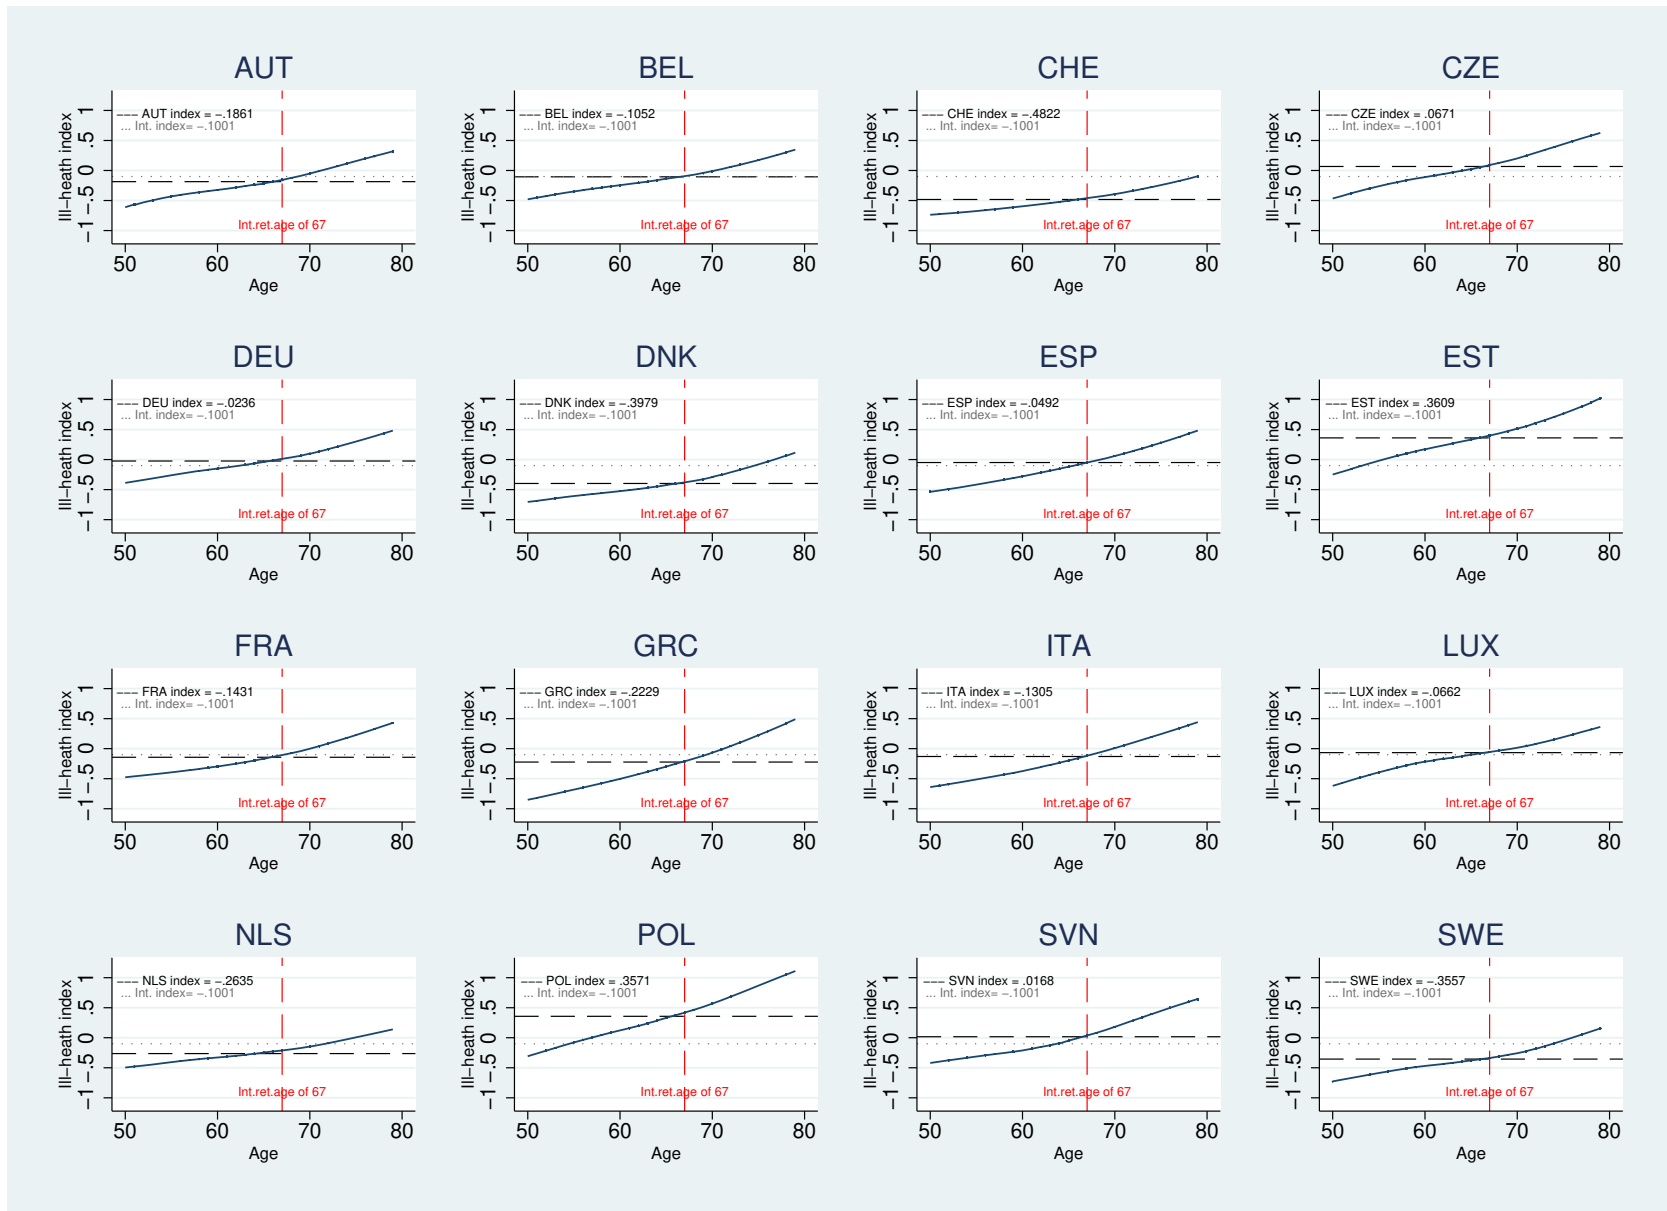 AUT
--- AUT index = -.1861
... Int. index= -.1001
Ill-heath index
-1 -.5 0 .5 1
Int.ret.age of 67
50 60 70 80
Age
BEL
--- BEL index = -.1052
... Int. index= -.1001
Ill-heath index
-1 -.5 0 .5 1
Int.ret.age of 67
50 60 70 80
Age
CHE
--- CHE index = -.4822
... Int. index= -.1001
Ill-heath index
-1 -.5 0 .5 1
Int.ret.age of 67
50 60 70 80
Age
CZE
--- CZE index = .0671
... Int. index= -.1001
Ill-heath index
-1 -.5 0 .5 1
Int.ret.age of 67
50 60 70 80
Age
DEU
--- DEU index = -.0236
... Int. index= -.1001
Ill-heath index
-1 -.5 0 .5 1
Int.ret.age of 67
50 60 70 80
Age
DNK
--- DNK index = -.3979
... Int. index= -.1001
Ill-heath index
-1 -.5 0 .5 1
Int.ret.age of 67
50 60 70 80
Age
ESP
--- ESP index = -.0492
... Int. index= -.1001
Ill-heath index
-1 -.5 0 .5 1
Int.ret.age of 67
50 60 70 80
Age
EST
--- EST index = .3609
... Int. index= -.1001
Ill-heath index
-1 -.5 0 .5 1
Int.ret.age of 67
50 60 70 80
Age
FRA
--- FRA index = -.1431
... Int. index= -.1001
Ill-heath index
-1 -.5 0 .5 1
Int.ret.age of 67
50 60 70 80
Age
GRC
--- GRC index = -.2229
... Int. index= -.1001
Ill-heath index
-1 -.5 0 .5 1
Int.ret.age of 67
50 60 70 80
Age
ITA
--- ITA index = -.1305
... Int. index= -.1001
Ill-heath index
-1 -.5 0 .5 1
Int.ret.age of 67
50 60 70 80
Age
LUX
--- LUX index = -.0662
... Int. index= -.1001
Ill-heath index
-1 -.5 0 .5 1
Int.ret.age of 67
50 60 70 80
Age
NLS
--- NLS index = -.2635
... Int. index= -.1001
Ill-heath index
-1 -.5 0 .5 1
Int.ret.age of 67
50 60 70 80
Age
POL
--- POL index = .3571
... Int. index= -.1001
Ill-heath index
-1 -.5 0 .5 1
Int.ret.age of 67
50 60 70 80
Age
SVN
--- SVN index = .0168
... Int. index= -.1001
Ill-heath index
-1 -.5 0 .5 1
Int.ret.age of 67
50 60 70 80
Age
SWE
--- SWE index = -.3557
... Int. index= -.1001
Ill-heath index
-1 -.5 0 .5 1
Int.ret.age of 67
50 60 70 80
Age